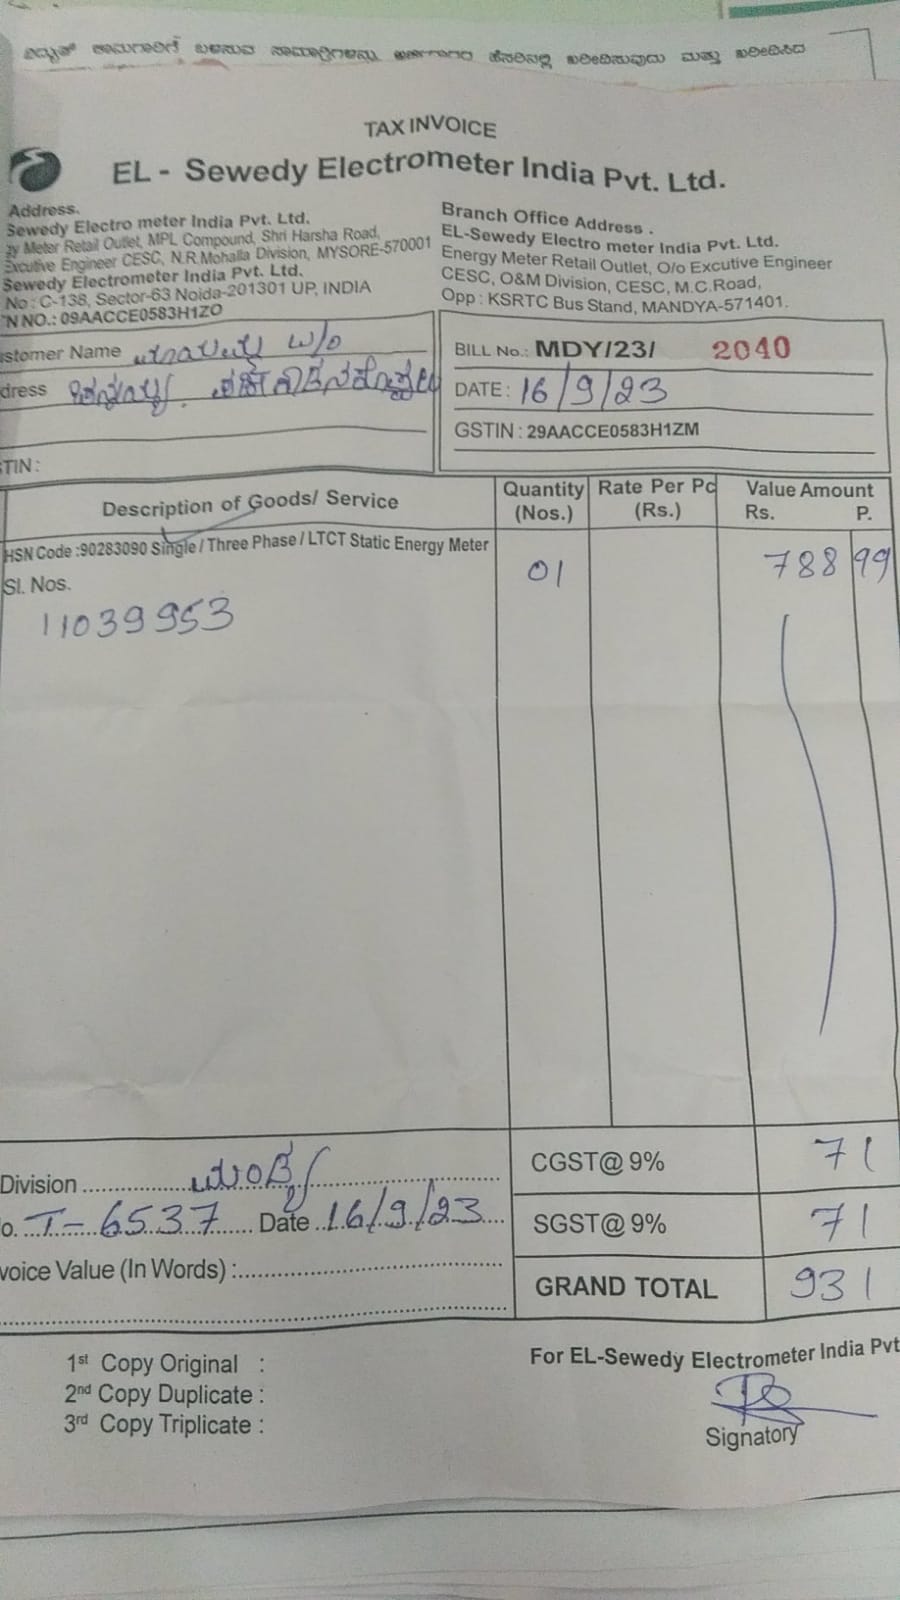 TAX INVOICE
EL - Sewedy Electrometer India Pvt. Ltd.
Address.
Sewedy Electro meter India Pvt. Ltd.
Meter Retail Outlet, MPL Compound, Shri Harsha Road,
Excutive Engineer CESC, N.R.Mohalla Division, MYSORE-570001
Sewedy Electrometer India Pvt. Ltd.
No : C-138, Sector-63 Noida-201301 UP, INDIA
NO.: 09AACCE0583H1ZO
Branch Office Address .
EL-Sewedy Electro meter India Pvt. Ltd.
Energy Meter Retail Outlet, O/o Excutive Engineer
CESC, O&M Division, CESC, M.C.Road,
Opp : KSRTC Bus Stand, MANDYA-571401.
stomer Name W/o
dress
TIN :
BILL No.: MDY/23/ 2040
DATE : 16/9/23
GSTIN : 29AACCE0583H1ZM
Description of Goods/ Service
Quantity (Nos.)
Rate Per Pc (Rs.)
Value Amount
Rs. P.
HSN Code :90283090 Single / Three Phase / LTCT Static Energy Meter
Sl. Nos.
11039953
01
788 99
Division ಮಂಡ್ಯ
o. T-6537 Date 16/9/23
voice Value (In Words) :
CGST@ 9% 71
SGST@ 9% 71
GRAND TOTAL 931
1st Copy Original :
2nd Copy Duplicate :
3rd Copy Triplicate :
For EL-Sewedy Electrometer India Pvt
Signatory